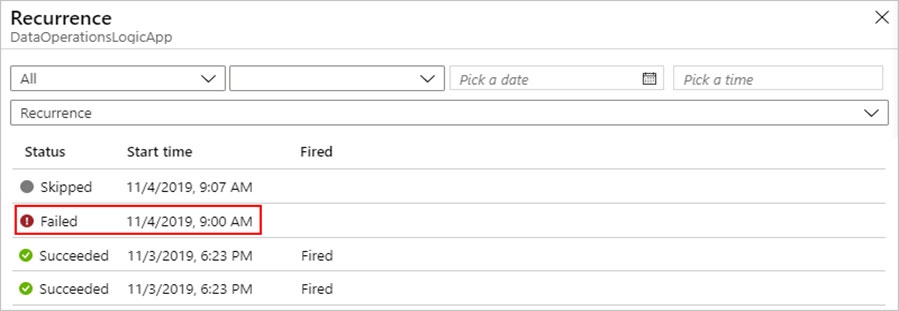 Recurrence
DataOperationsLogicApp
All Pick a date Pick a time
Recurrence
Status Start time Fired
Skipped 11/4/2019, 9:07 AM
Failed 11/4/2019, 9:00 AM
Succeeded 11/3/2019, 6:23 PM Fired
Succeeded 11/3/2019, 6:23 PM Fired